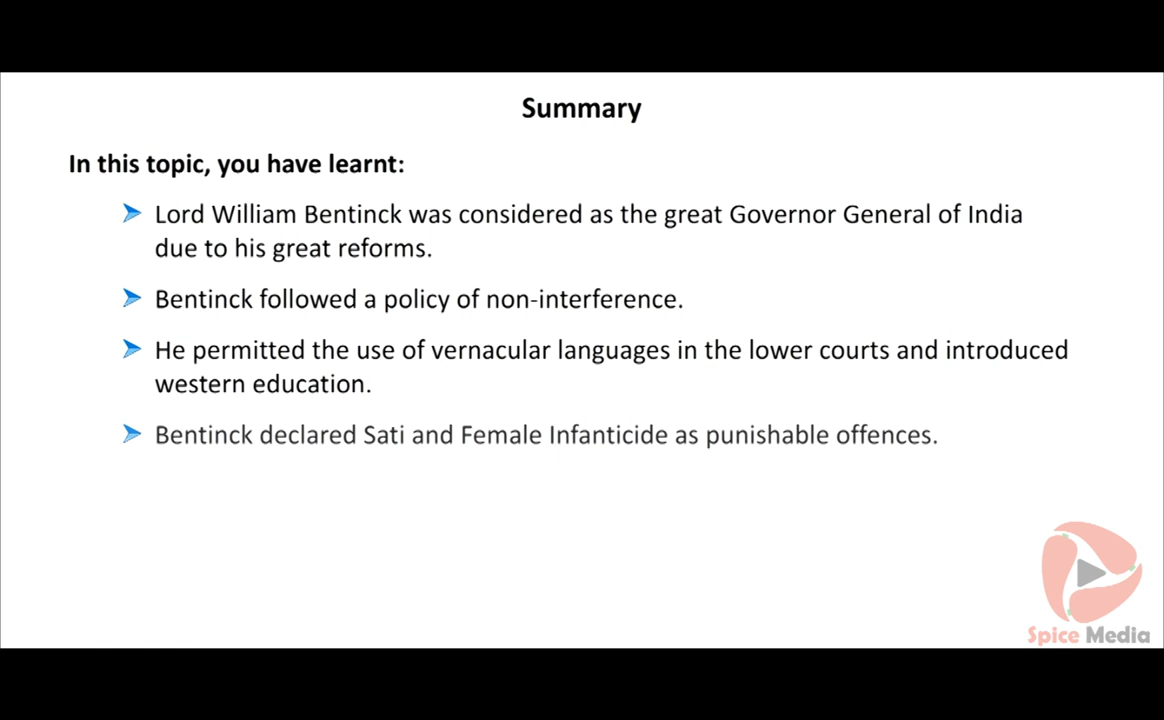 Summary
In this topic, you have learnt:
Lord William Bentinck was considered as the great Governor General of India
due to his great reforms.
Bentinck followed a policy of non-interference.
He permitted the use of vernacular languages in the lower courts and introduced
western education.
Bentinck declared Sati and Female Infanticide as punishable offences.
Spice Media